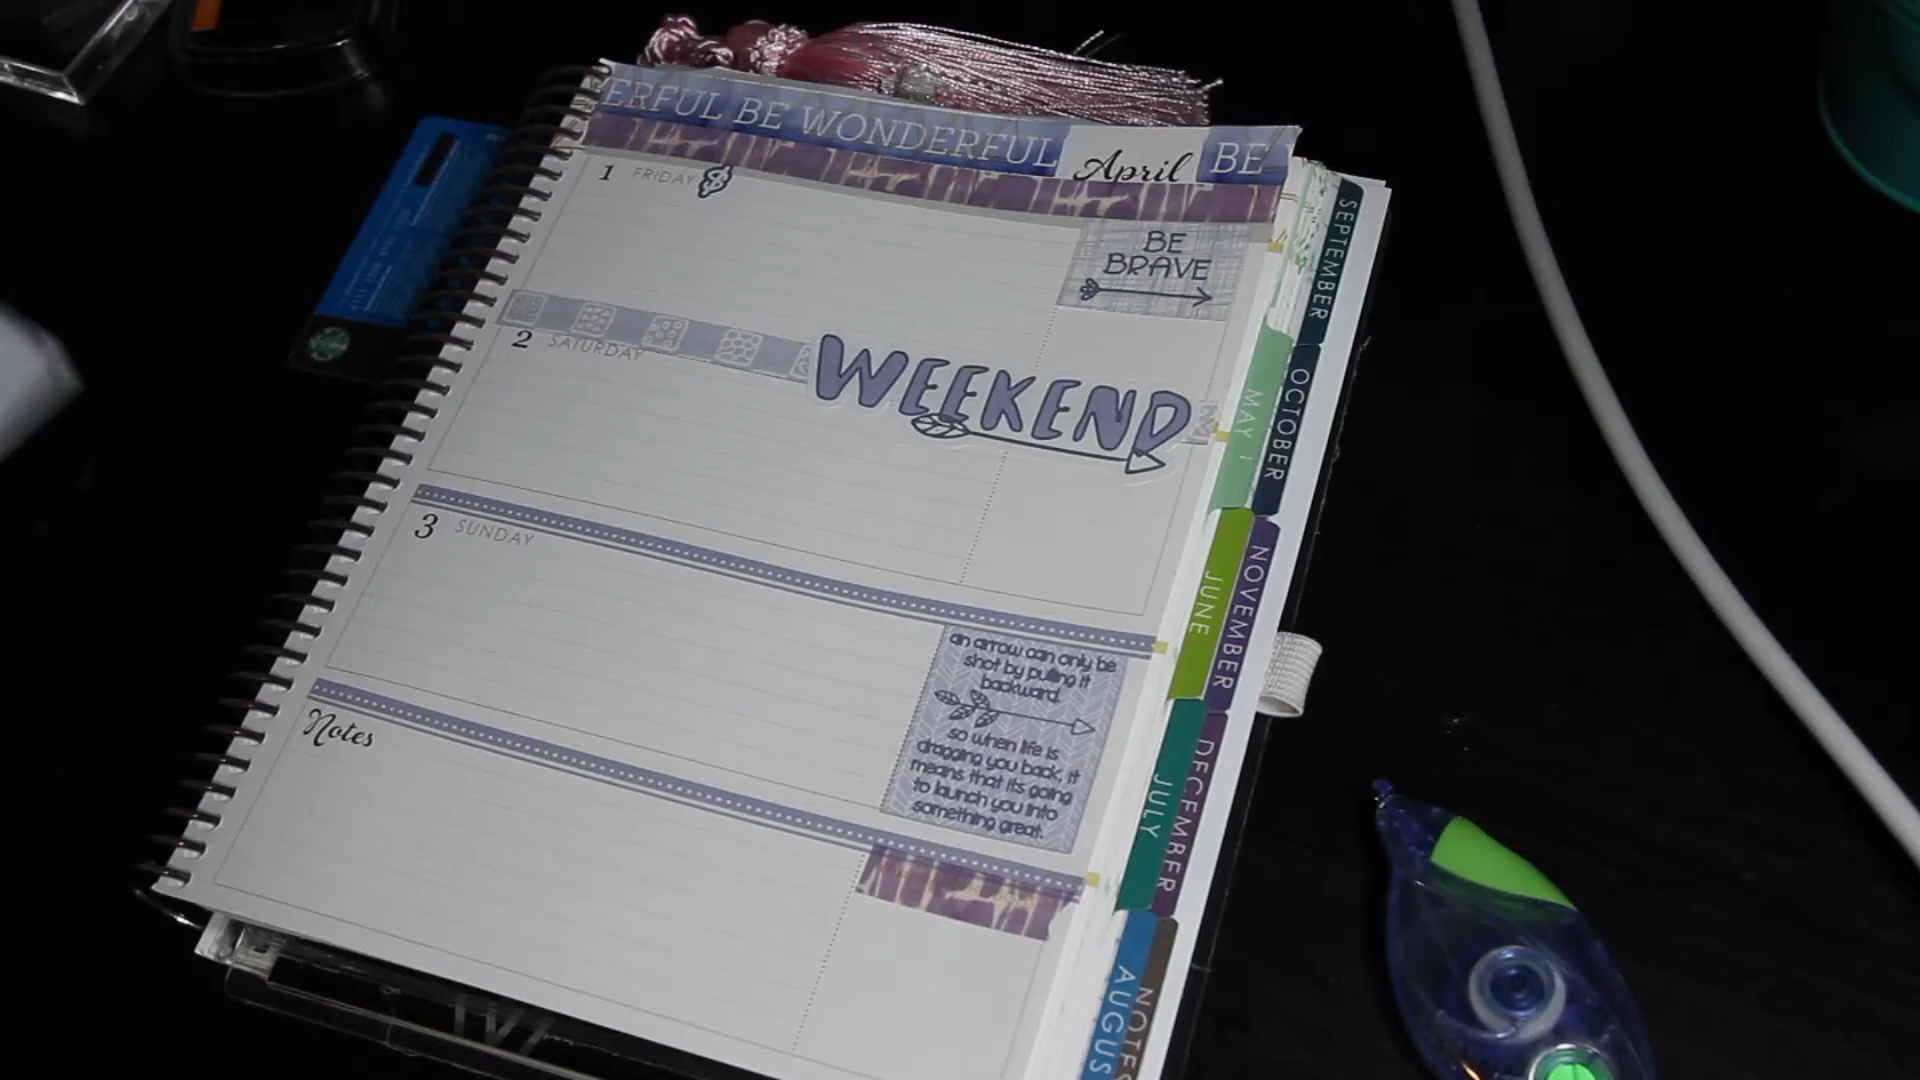 ERFUL BE WONDERFUL
April
BE
1 FRIDAY
BE
BRAVE
2 SATURDAY
WEEKEND
3 SUNDAY
an arrow can only be
shot by pulling it
backward.
so when life is
dragging you back, it
means that its going
to launch you into
something great.
Notes
SEPTEMBER
OCTOBER
NOVEMBER
DECEMBER
NOTES
MAY
JUNE
JULY
AUGUS